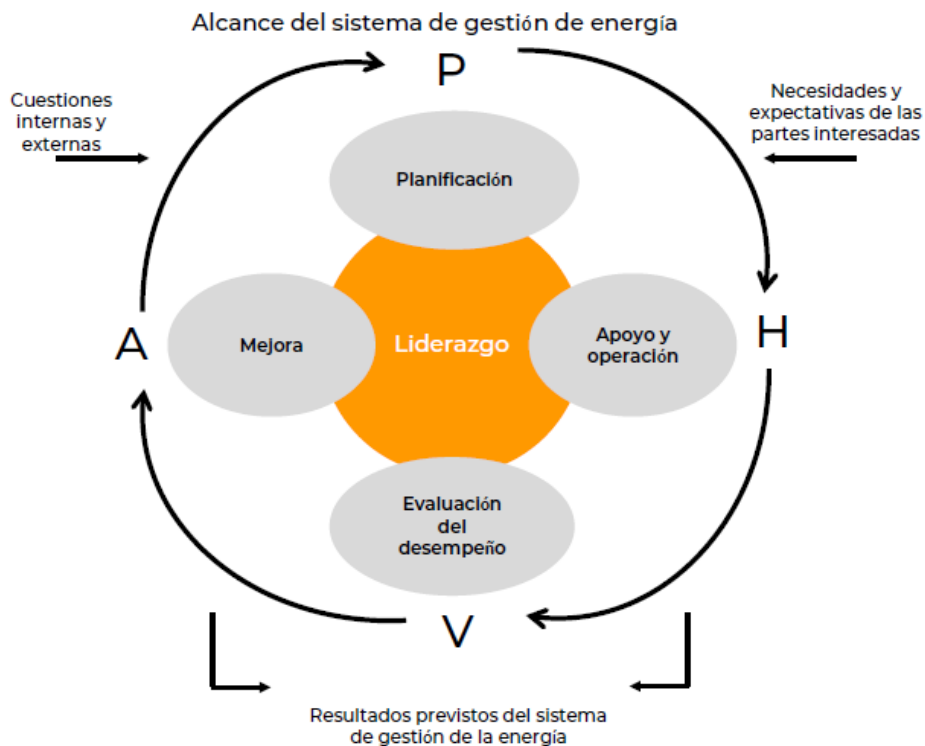 Alcance del sistema de gestión de energía
P
Cuestiones
internas y
externas
Necesidades y
expectativas de las
partes interesadas
Planificación
A
Mejora
Liderazgo
Apoyo y
operación
H
Evaluación
del
desempeño
V
Resultados previstos del sistema
de gestión de la energía